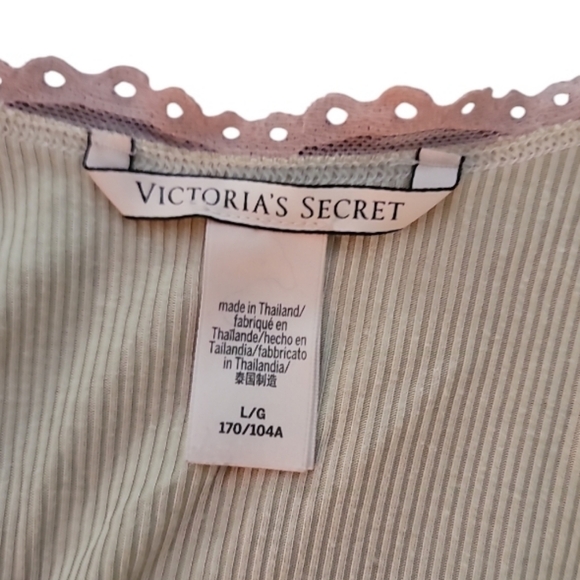 VICTORIA'S SECRET
made in Thailand/
fabriqué en
Thaïlande/hecho en
Tailandia/fabbricato
in Thailandia/
泰国制造
L/G
170/104A